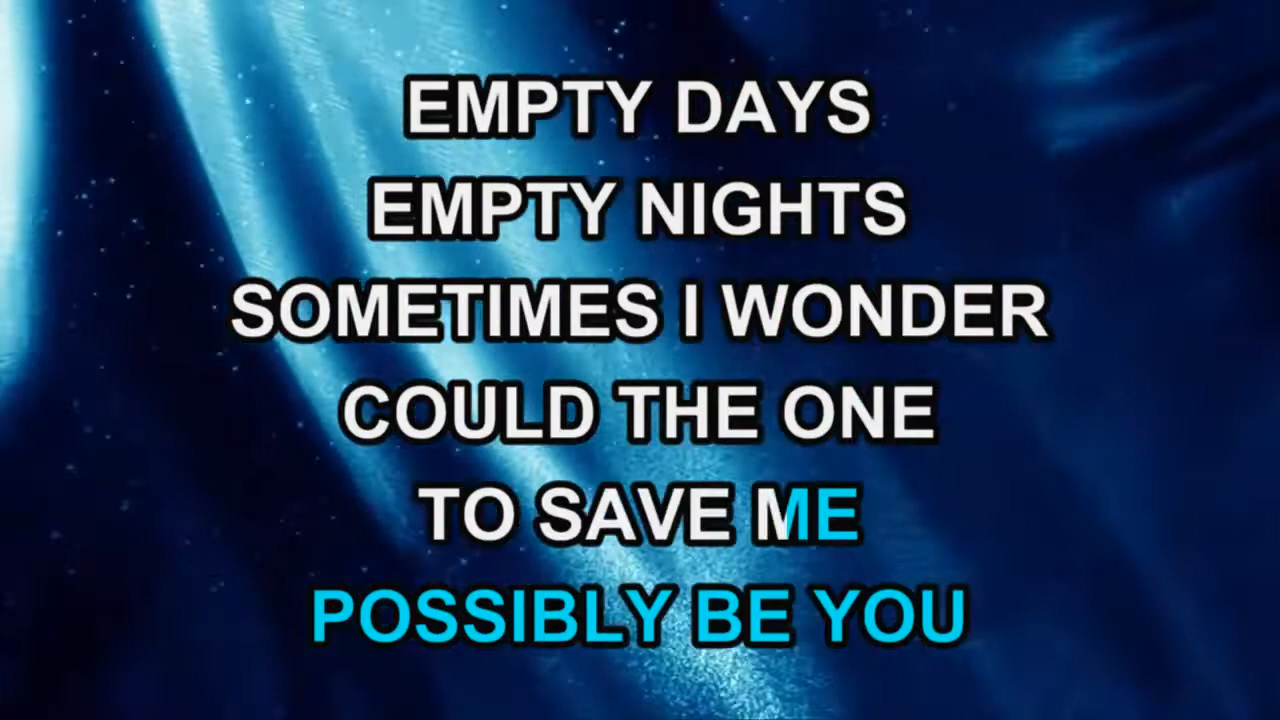 EMPTY DAYS
EMPTY NIGHTS
SOMETIMES I WONDER
COULD THE ONE
TO SAVE ME
POSSIBLY BE YOU